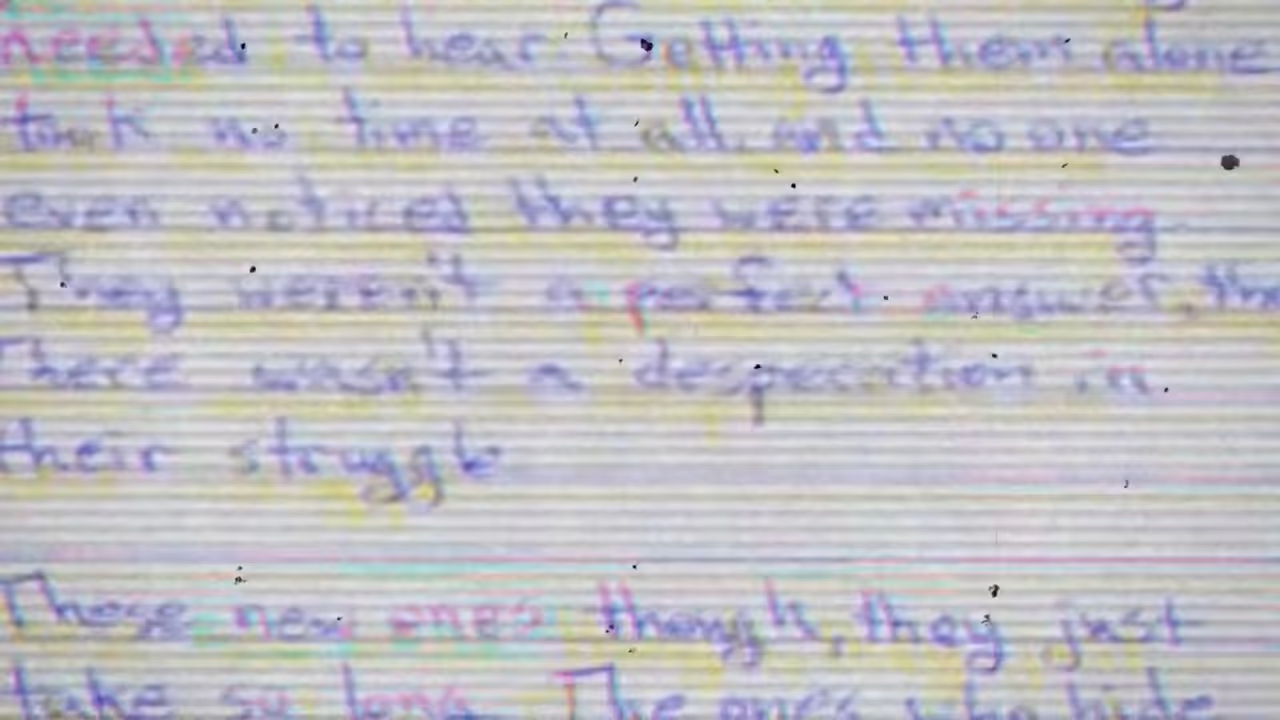 needed to hear Getting them alone
took no time at all, and no one
even noticed they were missing.
They weren't a perfect answer,
There wasn't a desperation in
their struggle
These new ones though, they just
take so long. The ones who hide